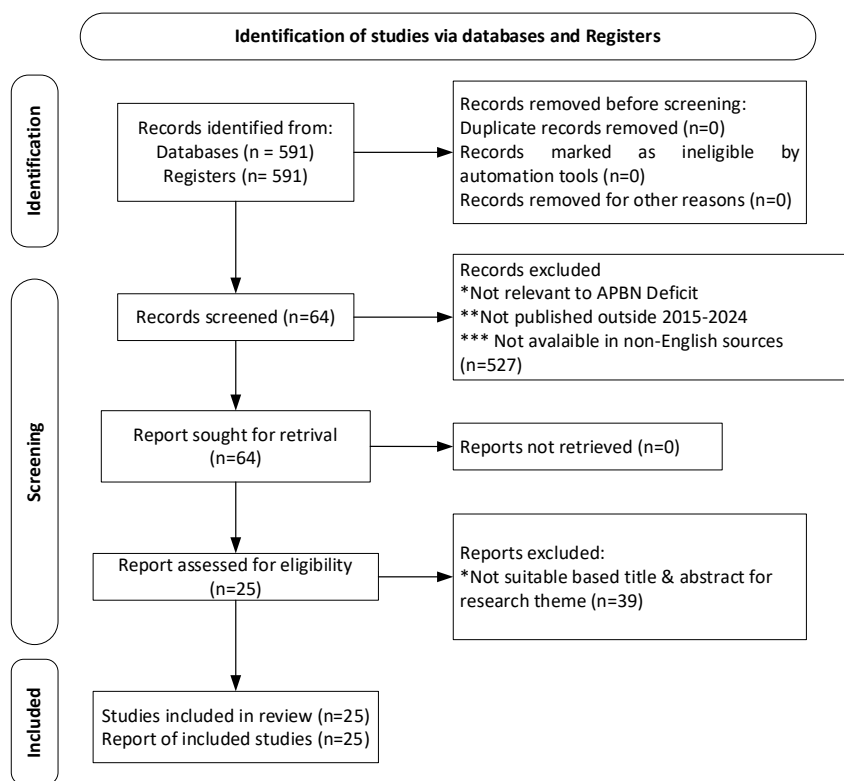 Identification of studies via databases and Registers
Identification
Records identified from:
Databases (n = 591)
Registers (n= 591)
Records removed before screening:
Duplicate records removed (n=0)
Records marked as ineligible by
automation tools (n=0)
Records removed for other reasons (n=0)
Screening
Records screened (n=64)
Records excluded
*Not relevant to APBN Deficit
**Not published outside 2015-2024
*** Not avalaible in non-English sources
(n=527)
Report sought for retrival
(n=64)
Reports not retrieved (n=0)
Report assessed for eligibility
(n=25)
Reports excluded:
*Not suitable based title & abstract for
research theme (n=39)
Included
Studies included in review (n=25)
Report of included studies (n=25)